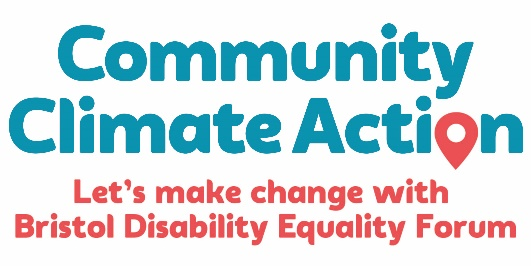 Community
Climate Action
Let's make change with
Bristol Disability Equality Forum